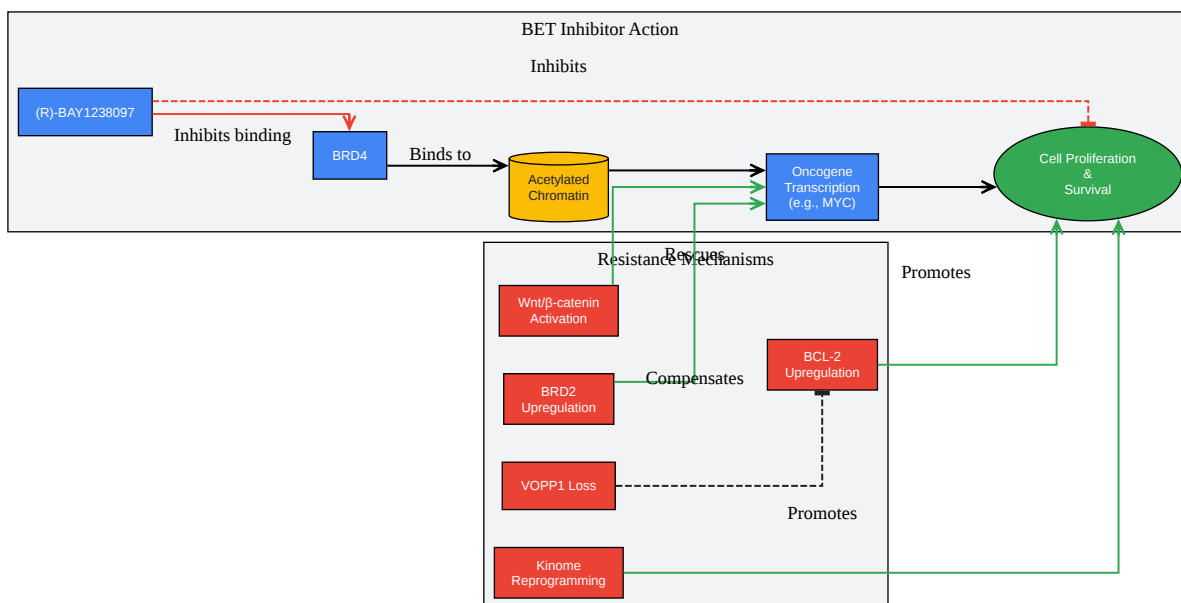 BET Inhibitor Action
Inhibits
(R)-BAY1238097
Inhibits binding
BRD4
Binds to
Acetylated
Chromatin
Oncogene
Transcription
(e.g., MYC)
Cell Proliferation
&
Survival
Rescues
Resistance Mechanisms
Promotes
Wnt/β-catenin
Activation
BCL-2
Upregulation
Compensates
BRD2
Upregulation
VOPP1 Loss
Promotes
Kinome
Reprogramming